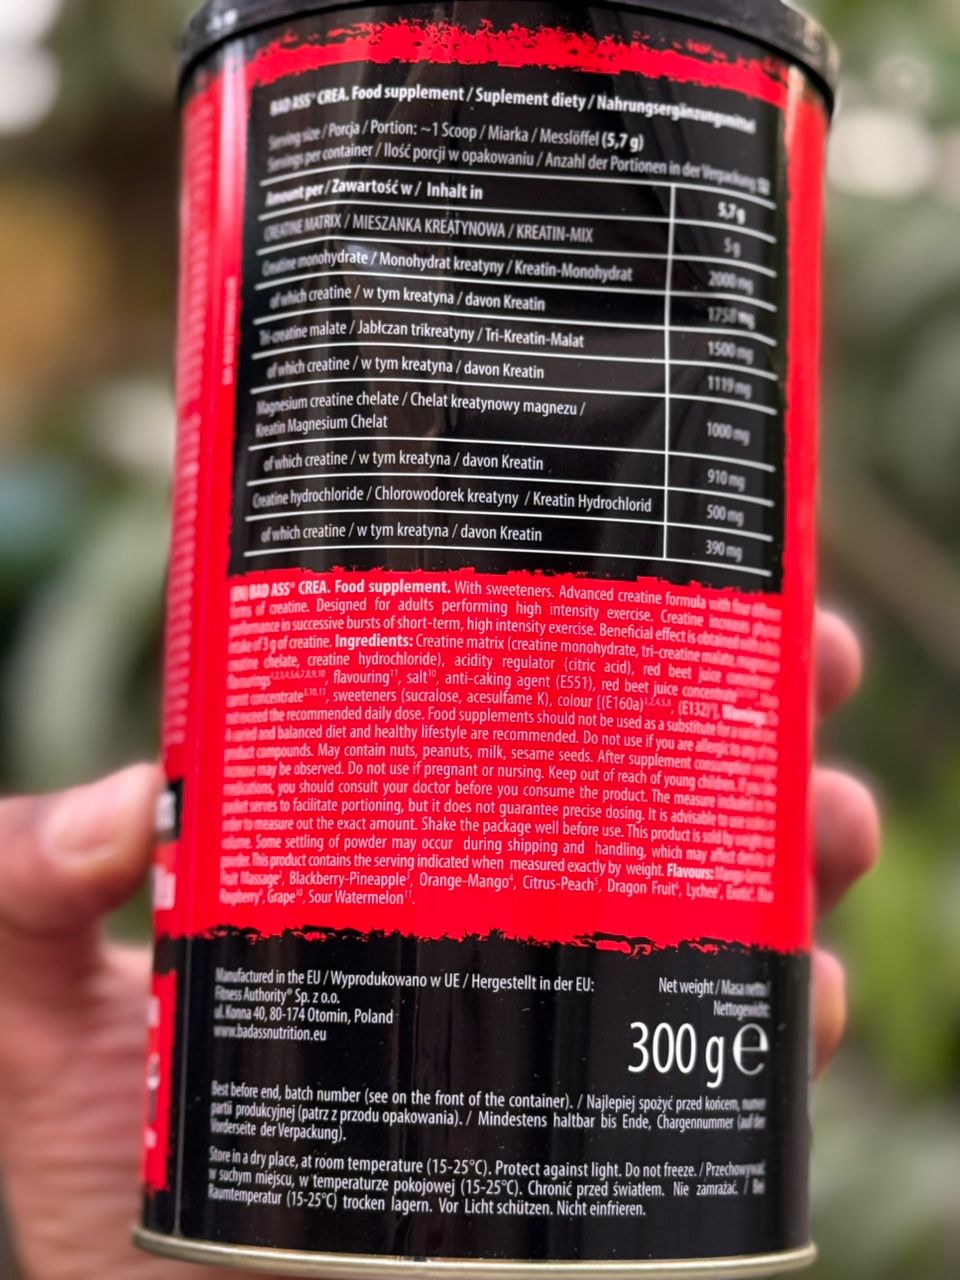 BAD ASS® CREA. Food supplement / Suplement diety / Nahrungsergänzungsmittel
Serving size / Porcja / Portion: ~1 Scoop / Miarka / Messlöffel (5,7 g)
Servings per container / Ilość porcji w opakowaniu / Anzahl der Portionen in der Verpackung:
Amount per / Zawartość w / Inhalt in 5,7 g
CREATINE MATRIX / MIESZANKA KREATYNOWA / KREATIN-MIX 5 g
Creatine monohydrate / Monohydrat kreatyny / Kreatin-Monohydrat 2000 mg
of which creatine / w tym kreatyna / davon Kreatin 1758 mg
Tri-creatine malate / Jabłczan trikreatyny / Tri-Kreatin-Malat 1500 mg
of which creatine / w tym kreatyna / davon Kreatin 1119 mg
Magnesium creatine chelate / Chelat kreatynowy magnezu /
Kreatin Magnesium Chelat 1000 mg
of which creatine / w tym kreatyna / davon Kreatin 910 mg
Creatine hydrochloride / Chlorowodorek kreatyny / Kreatin Hydrochlorid 500 mg
of which creatine / w tym kreatyna / davon Kreatin 390 mg
BAD ASS® CREA. Food supplement. With sweeteners. Advanced creatine formula with four different
forms of creatine. Designed for adults performing high intensity exercise. Creatine increases physical
performance in successive bursts of short-term, high intensity exercise. Beneficial effect is obtained with
intake of 3 g of creatine. Ingredients: Creatine matrix (creatine monohydrate, tri-creatine malate, magnesium
creatine chelate, creatine hydrochloride), acidity regulator (citric acid), red beet juice
flavourings, flavouring¹¹, salt¹⁰, anti-caking agent (E551), red beet juice concentrate
carrot concentrate³·¹⁰·¹¹, sweeteners (sucralose, acesulfame K), colour [(E160a), (E132)]. Warnings:
not exceed the recommended daily dose. Food supplements should not be used as a substitute for a
A varied and balanced diet and healthy lifestyle are recommended. Do not use if you are allergic to any of
product compounds. May contain nuts, peanuts, milk, sesame seeds. After supplement consumption
increase may be observed. Do not use if pregnant or nursing. Keep out of reach of young children. If you
medications, you should consult your doctor before you consume the product. The measure included
packet serves to facilitate portioning, but it does not guarantee precise dosing. It is advisable to use
order to measure out the exact amount. Shake the package well before use. This product is sold by weight
volume. Some settling of powder may occur during shipping and handling, which may affect density of
powder. This product contains the serving indicated when measured exactly by weight. Flavours: Mango-Lemon
Fruit Massage, Blackberry-Pineapple³, Orange-Mango⁴, Citrus-Peach⁵, Dragon Fruit⁶, Lychee⁷, Exotic⁸, Blue
Raspberry⁹, Grape¹⁰, Sour Watermelon¹¹.
Manufactured in the EU / Wyprodukowano w UE / Hergestellt in der EU:
Fitness Authority® Sp. z o.o.
ul. Konna 40, 80-174 Otomin, Poland
www.badassnutrition.eu
Net weight / Masa netto /
Nettogewicht:
300 g ℮
Best before end, batch number (see on the front of the container). / Najlepiej spożyć przed końcem, numer
partii produkcyjnej (patrz z przodu opakowania). / Mindestens haltbar bis Ende, Chargennummer (auf der
Vorderseite der Verpackung).
Store in a dry place, at room temperature (15-25°C). Protect against light. Do not freeze. / Przechowywać
w suchym miejscu, w temperaturze pokojowej (15-25°C). Chronić przed światłem. Nie zamrażać. / Bei
Raumtemperatur (15-25°C) trocken lagern. Vor Licht schützen. Nicht einfrieren.